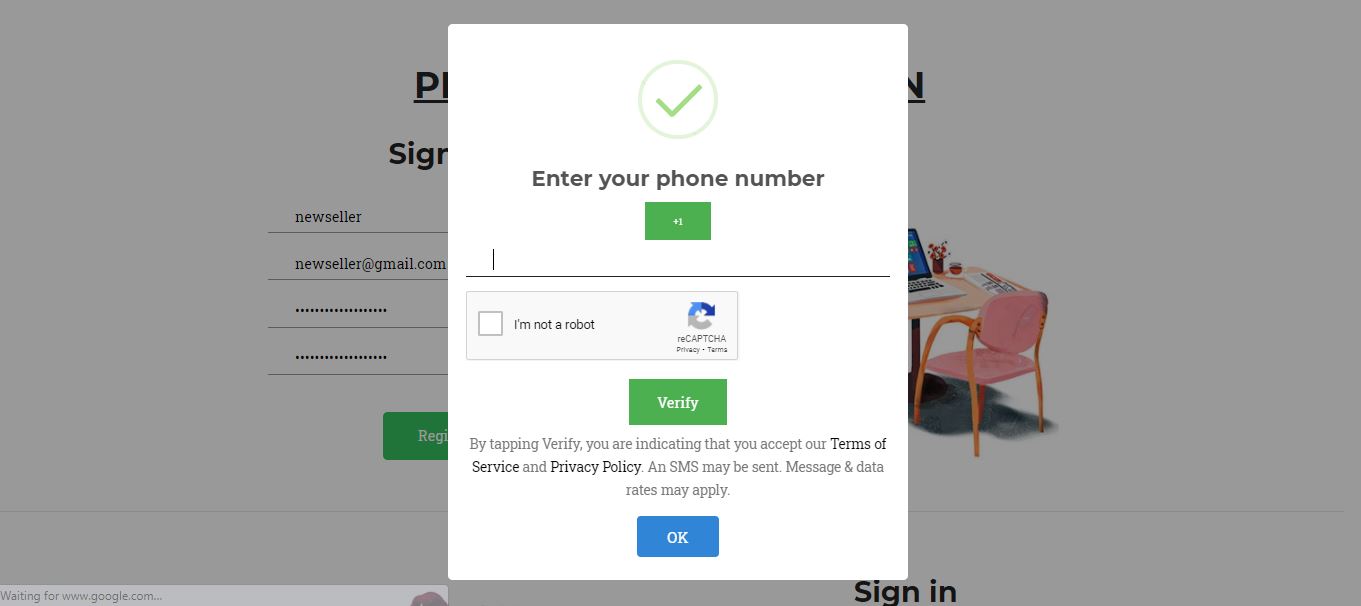 PI
N
Sign
Enter your phone number
+1
newseller
newseller@gmail.com
I'm not a robot
reCAPTCHA
Privacy - Terms
Verify
Regi
By tapping Verify, you are indicating that you accept our Terms of
Service and Privacy Policy. An SMS may be sent. Message & data
rates may apply.
OK
Sign in
Waiting for www.google.com...